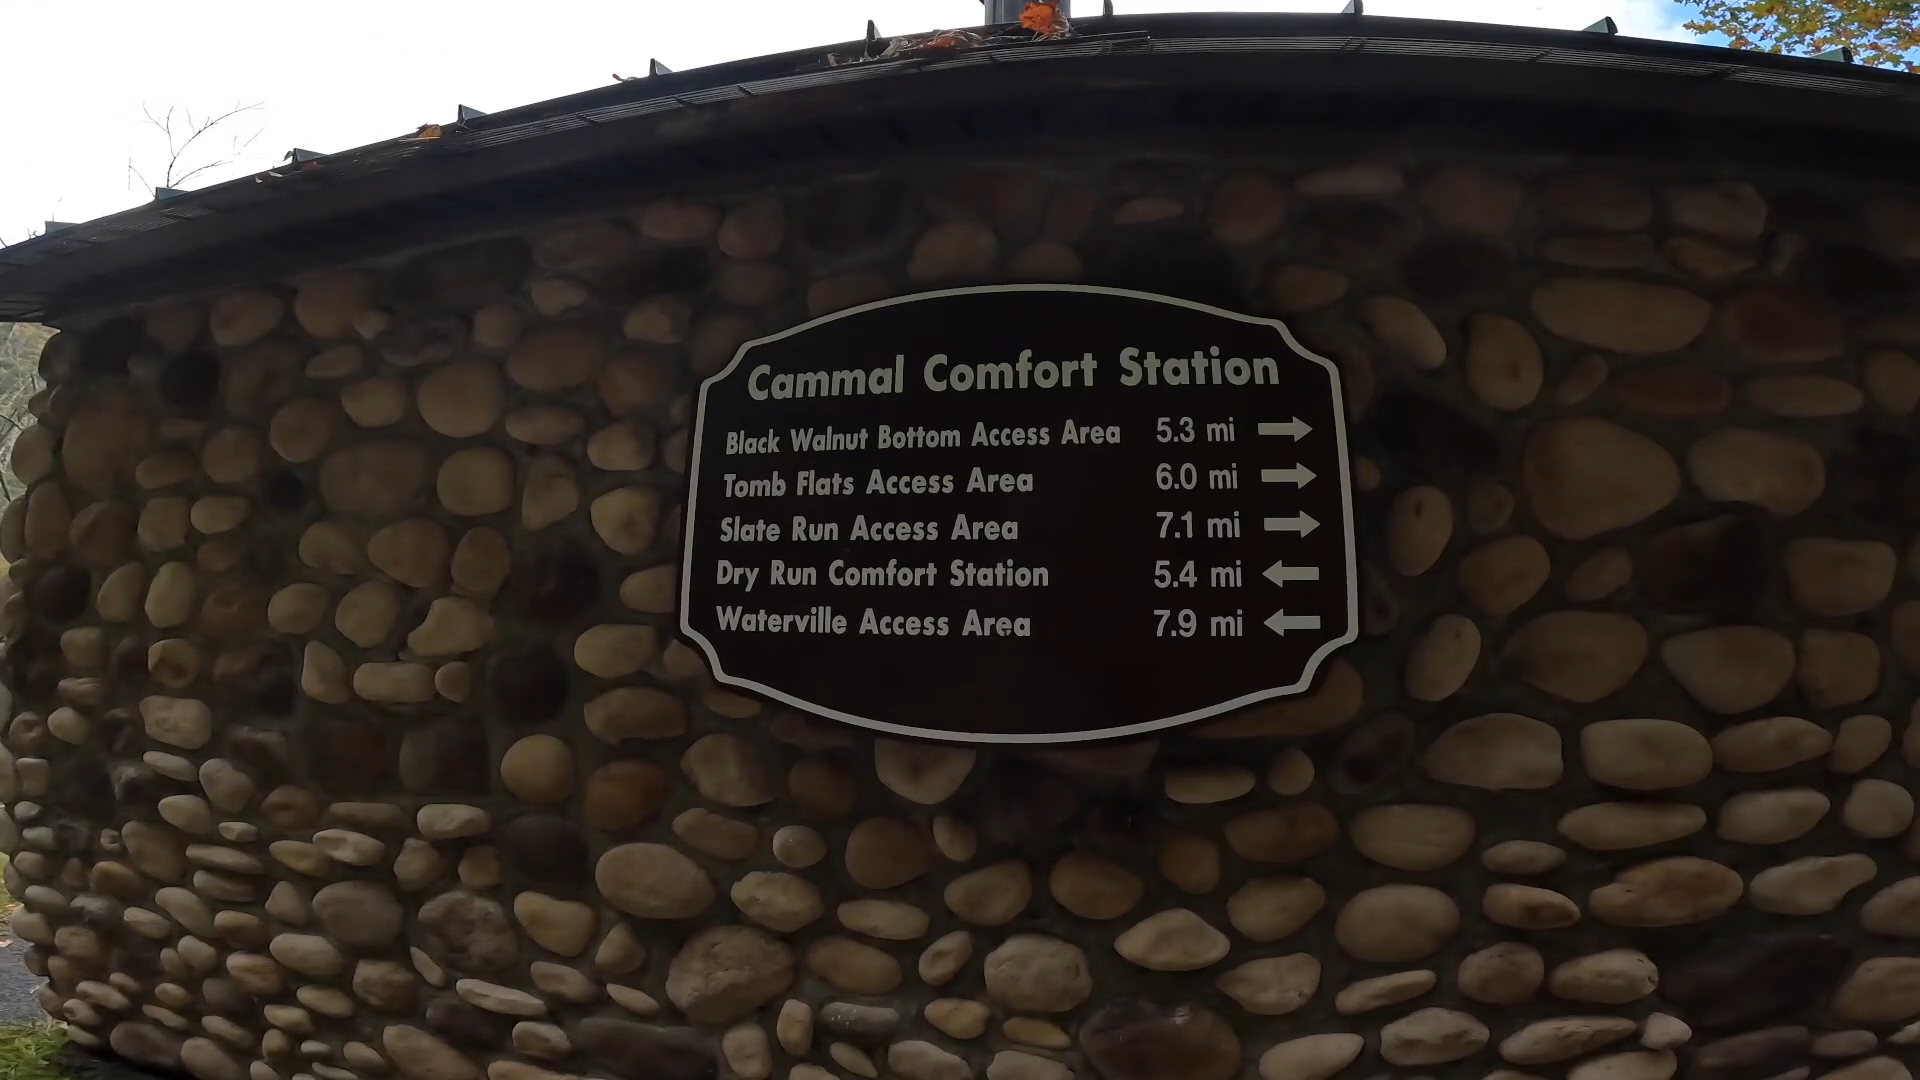 Cammal Comfort Station
Black Walnut Bottom Access Area 5.3 mi →
Tomb Flats Access Area 6.0 mi →
Slate Run Access Area 7.1 mi →
Dry Run Comfort Station 5.4 mi ←
Waterville Access Area 7.9 mi ←